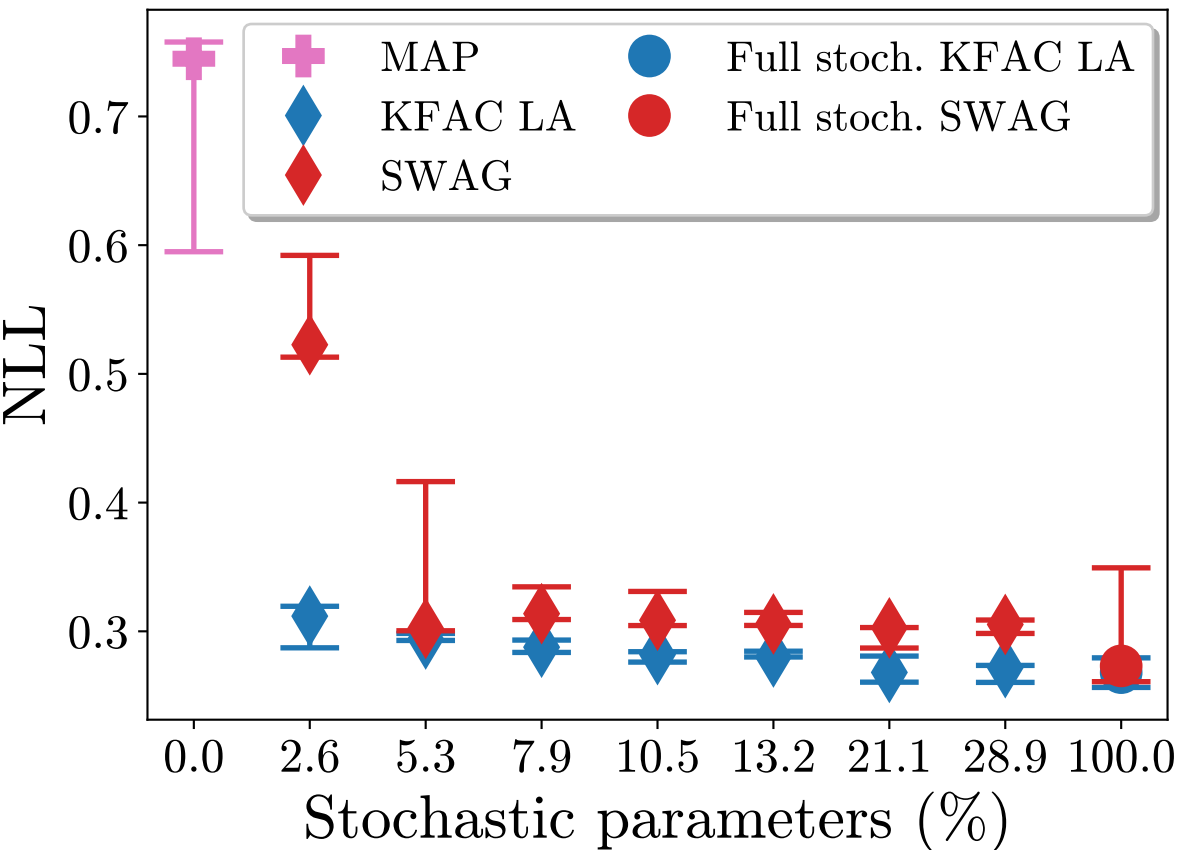 MAP
KFAC LA
SWAG
Full stoch. KFAC LA
Full stoch. SWAG
NLL
0.7
0.6
0.5
0.4
0.3
0.0 2.6 5.3 7.9 10.5 13.2 21.1 28.9 100.0
Stochastic parameters (%)